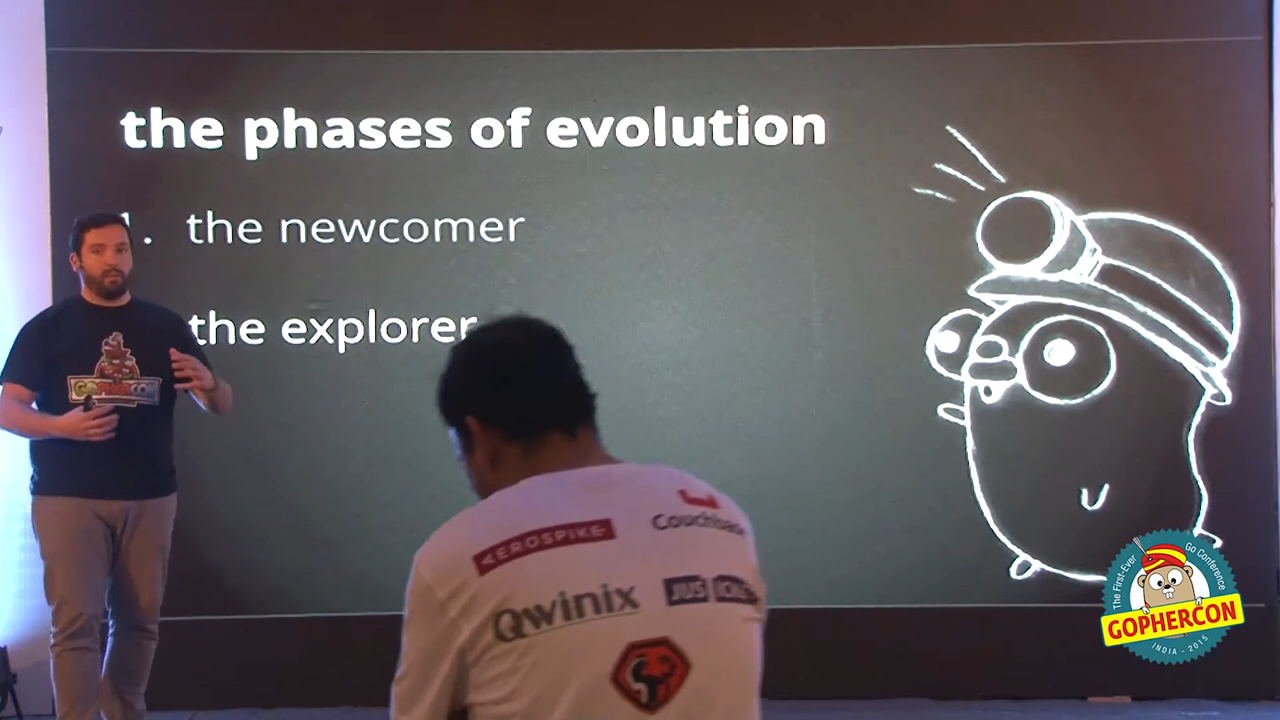 the phases of evolution
1. the newcomer
the explorer
GOPHERCON
AEROSPIKE
Qwinix
The First-Ever Go Conference
GOPHERCON
INDIA - 2015